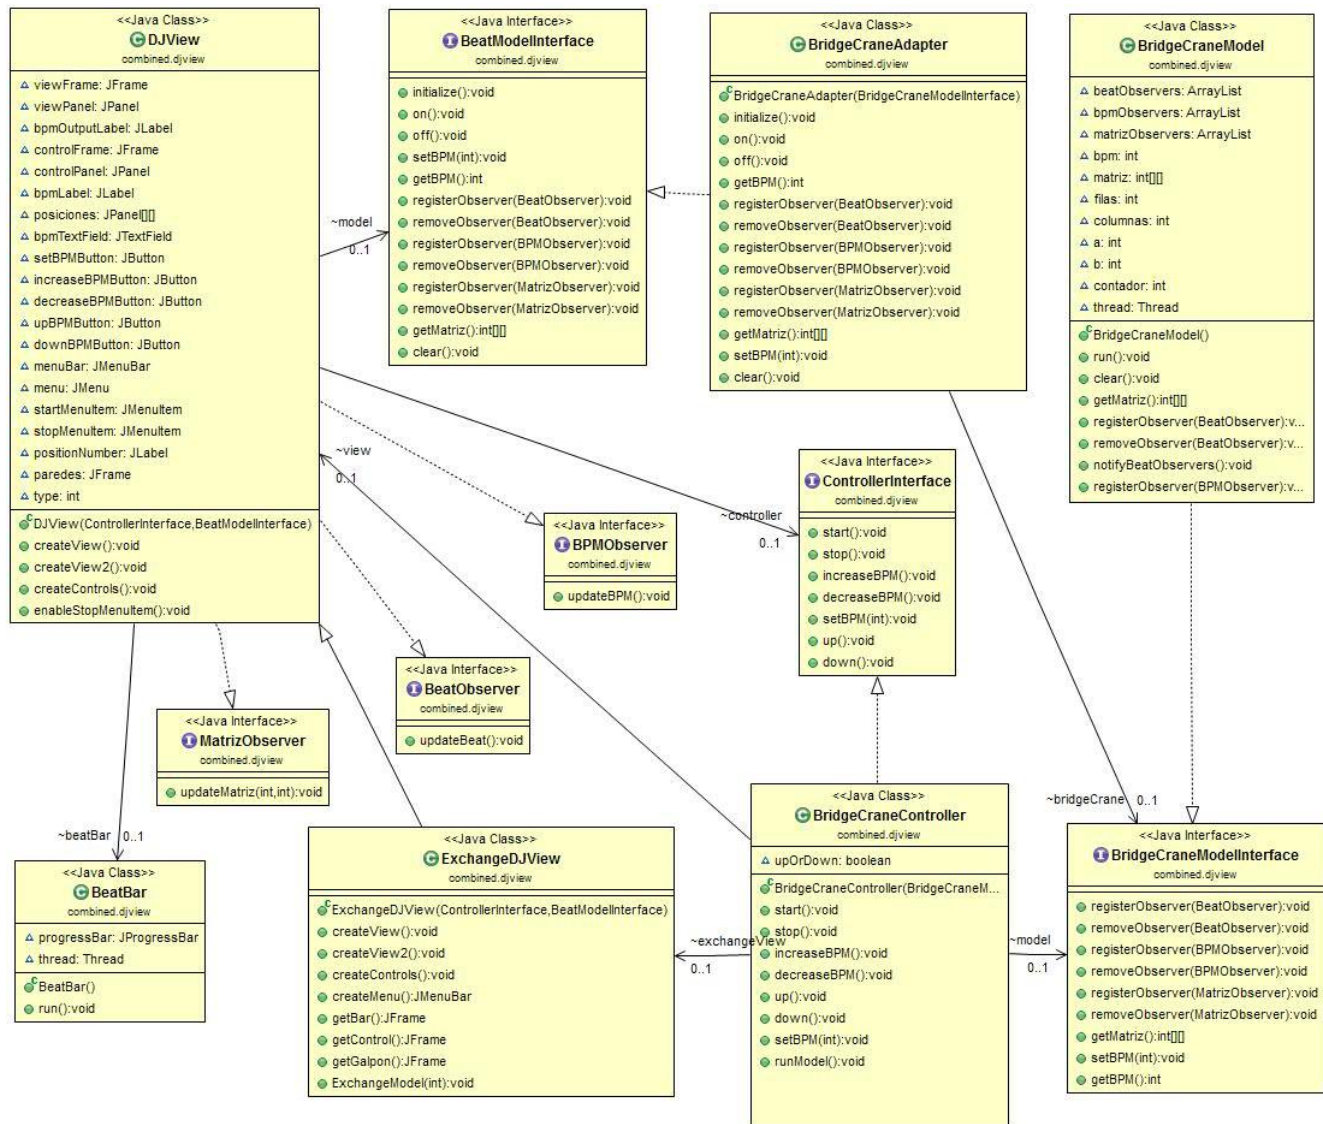 <<Java Class>>
DJView
combined.djview
viewFrame: JFrame
viewPanel: JPanel
bpmOutputLabel: JLabel
controlFrame: JFrame
controlPanel: JPanel
bpmLabel: JLabel
posiciones: JPanel[][]
bpmTextField: JTextField
setBPMButton: JButton
increaseBPMButton: JButton
decreaseBPMButton: JButton
upBPMButton: JButton
downBPMButton: JButton
menuBar: JMenuBar
menu: JMenu
startMenuItem: JMenuItem
stopMenuItem: JMenuItem
positionNumber: JLabel
paredes: JFrame
type: int
DJView(ControllerInterface,BeatModelInterface)
createView():void
createView2():void
createControls():void
enableStopMenuItem():void
~model
0..1
<<Java Interface>>
BeatModelInterface
combined.djview
initialize():void
on():void
off():void
setBPM(int):void
getBPM():int
registerObserver(BeatObserver):void
removeObserver(BeatObserver):void
registerObserver(BPMObserver):void
removeObserver(BPMObserver):void
registerObserver(MatrizObserver):void
removeObserver(MatrizObserver):void
getMatriz():int[][]
clear():void
<<Java Class>>
BridgeCraneAdapter
combined.djview
BridgeCraneAdapter(BridgeCraneModelInterface)
initialize():void
on():void
off():void
getBPM():int
registerObserver(BeatObserver):void
removeObserver(BeatObserver):void
registerObserver(BPMObserver):void
removeObserver(BPMObserver):void
registerObserver(MatrizObserver):void
removeObserver(MatrizObserver):void
getMatriz():int[][]
setBPM(int):void
clear():void
<<Java Class>>
BridgeCraneModel
combined.djview
beatObservers: ArrayList
bpmObservers: ArrayList
matrizObservers: ArrayList
bpm: int
matriz: int[][]
filas: int
columnas: int
a: int
b: int
contador: int
thread: Thread
BridgeCraneModel()
run():void
clear():void
getMatriz():int[][]
registerObserver(BeatObserver):v...
removeObserver(BeatObserver):v...
notifyBeatObservers():void
registerObserver(BPMObserver):v...
~view
0..1
~controller
0..1
<<Java Interface>>
ControllerInterface
combined.djview
start():void
stop():void
increaseBPM():void
decreaseBPM():void
setBPM(int):void
up():void
down():void
<<Java Interface>>
BPMObserver
combined.djview
updateBPM():void
<<Java Interface>>
BeatObserver
combined.djview
updateBeat():void
<<Java Interface>>
MatrizObserver
combined.djview
updateMatriz(int,int):void
~beatBar
0..1
<<Java Class>>
BeatBar
combined.djview
progressBar: JProgressBar
thread: Thread
BeatBar()
run():void
<<Java Class>>
ExchangeDJView
combined.djview
ExchangeDJView(ControllerInterface,BeatModelInterface)
createView():void
createView2():void
createControls():void
createMenu():JMenuBar
getBar():JFrame
getControl():JFrame
getGalpon():JFrame
ExchangeModel(int):void
~exchangeView
0..1
<<Java Class>>
BridgeCraneController
combined.djview
upOrDown: boolean
BridgeCraneController(BridgeCraneM...
start():void
stop():void
increaseBPM():void
decreaseBPM():void
up():void
down():void
setBPM(int):void
runModel():void
~model
0..1
~bridgeCrane
0..1
<<Java Interface>>
BridgeCraneModelInterface
combined.djview
registerObserver(BeatObserver):void
removeObserver(BeatObserver):void
registerObserver(BPMObserver):void
removeObserver(BPMObserver):void
registerObserver(MatrizObserver):void
removeObserver(MatrizObserver):void
getMatriz():int[][]
setBPM(int):void
getBPM():int